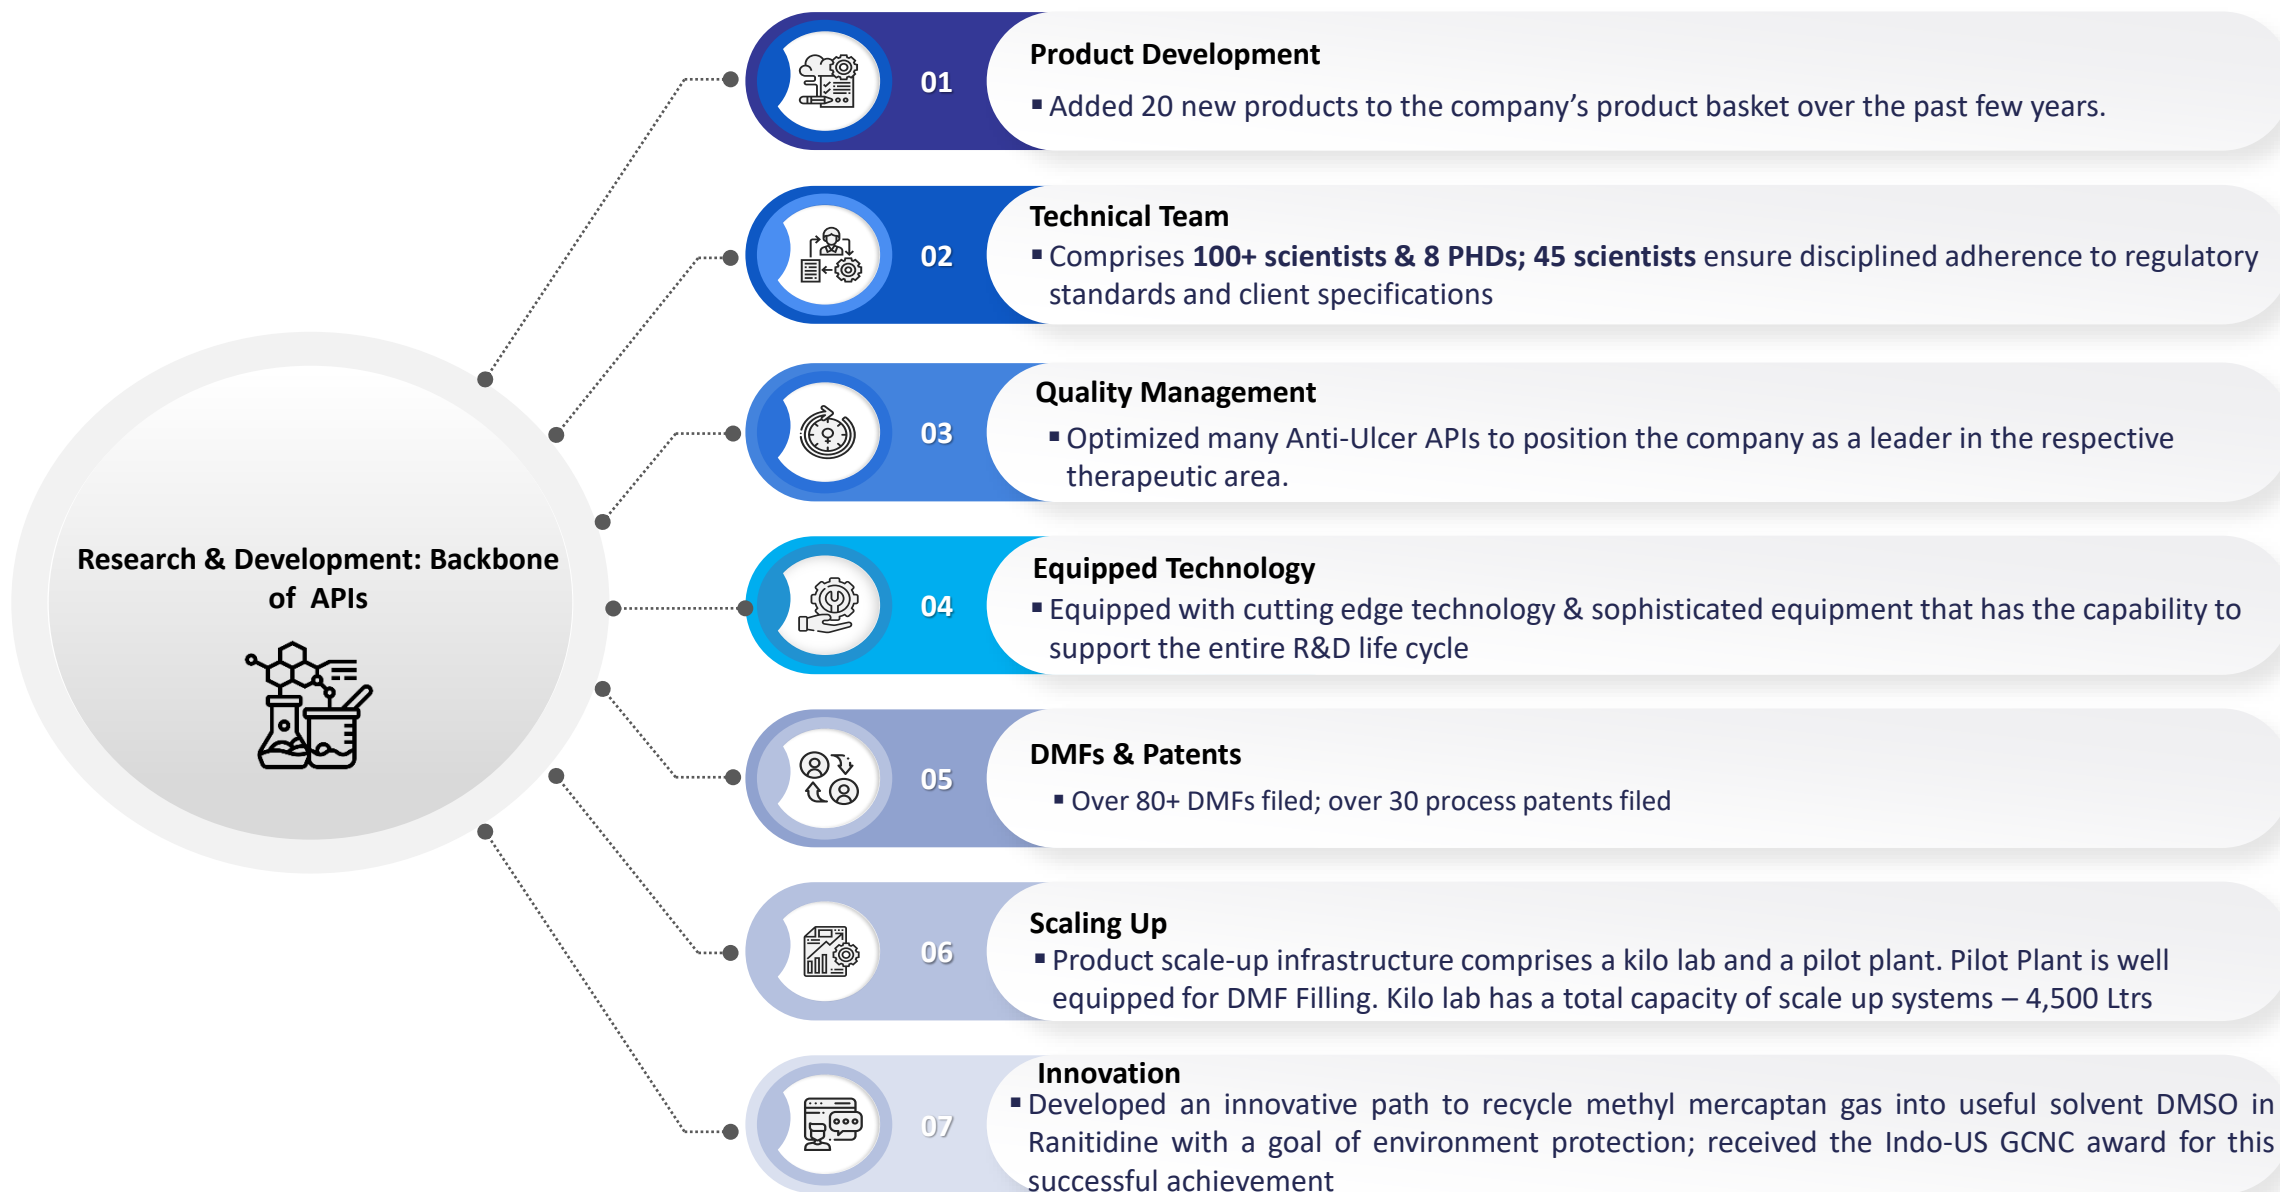 Research & Development: Backbone
of APIs
01
Product Development
▪ Added 20 new products to the company’s product basket over the past few years.
02
Technical Team
▪ Comprises 100+ scientists & 8 PHDs; 45 scientists ensure disciplined adherence to regulatory
standards and client specifications
03
Quality Management
▪ Optimized many Anti-Ulcer APIs to position the company as a leader in the respective
therapeutic area.
04
Equipped Technology
▪ Equipped with cutting edge technology & sophisticated equipment that has the capability to
support the entire R&D life cycle
05
DMFs & Patents
▪ Over 80+ DMFs filed; over 30 process patents filed
06
Scaling Up
▪ Product scale-up infrastructure comprises a kilo lab and a pilot plant. Pilot Plant is well
equipped for DMF Filling. Kilo lab has a total capacity of scale up systems – 4,500 Ltrs
07
Innovation
▪ Developed an innovative path to recycle methyl mercaptan gas into useful solvent DMSO in
Ranitidine with a goal of environment protection; received the Indo-US GCNC award for this
successful achievement